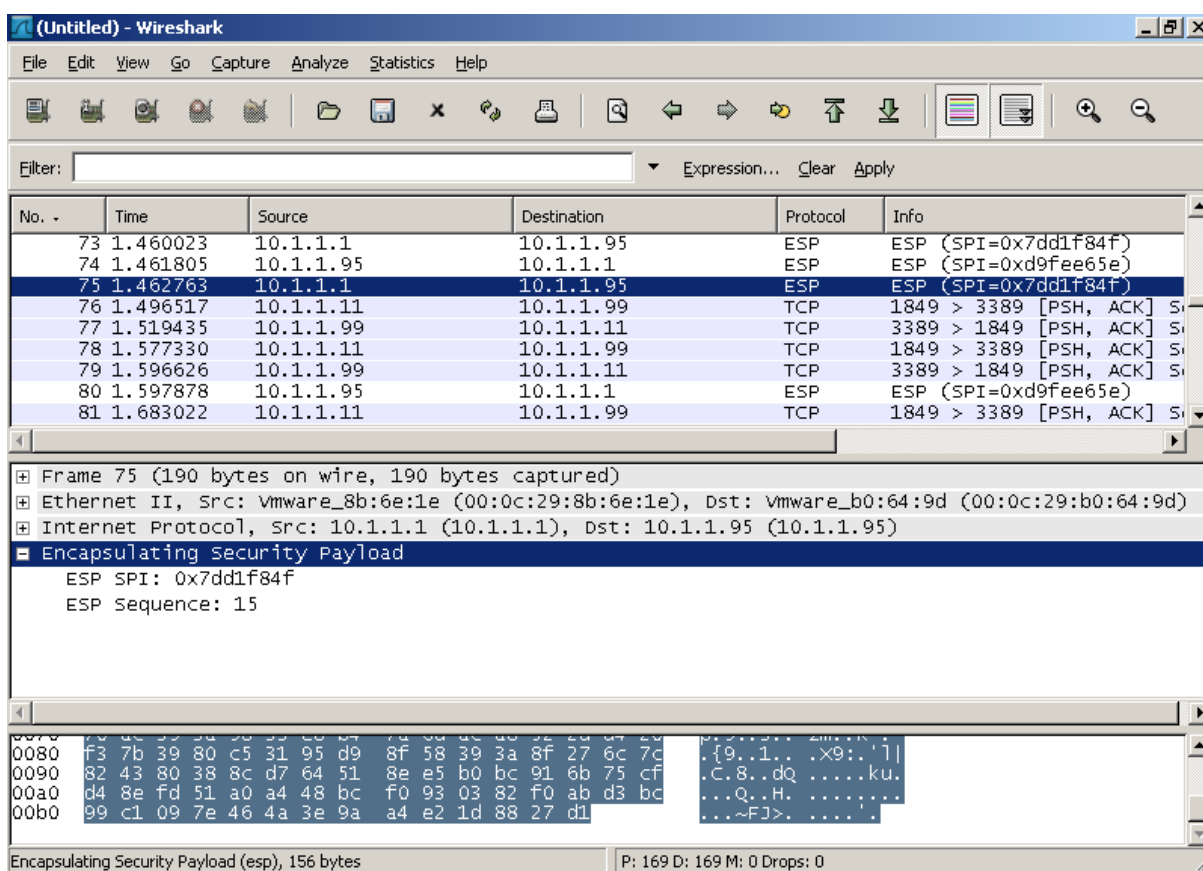 (Untitled) - Wireshark
File Edit View Go Capture Analyze Statistics Help
Filter: Expression... Clear Apply
No. Time Source Destination Protocol Info
73 1.460023 10.1.1.1 10.1.1.95 ESP ESP (SPI=0x7dd1f84f)
74 1.461805 10.1.1.95 10.1.1.1 ESP ESP (SPI=0xd9fee65e)
75 1.462763 10.1.1.1 10.1.1.95 ESP ESP (SPI=0x7dd1f84f)
76 1.496517 10.1.1.11 10.1.1.99 TCP 1849 > 3389 [PSH, ACK]
77 1.519435 10.1.1.99 10.1.1.11 TCP 3389 > 1849 [PSH, ACK]
78 1.577330 10.1.1.11 10.1.1.99 TCP 1849 > 3389 [PSH, ACK]
79 1.596626 10.1.1.99 10.1.1.11 TCP 3389 > 1849 [PSH, ACK]
80 1.597878 10.1.1.95 10.1.1.1 ESP ESP (SPI=0xd9fee65e)
81 1.683022 10.1.1.11 10.1.1.99 TCP 1849 > 3389 [PSH, ACK]
Frame 75 (190 bytes on wire, 190 bytes captured)
Ethernet II, Src: Vmware_8b:6e:1e (00:0c:29:8b:6e:1e), Dst: Vmware_b0:64:9d (00:0c:29:b0:64:9d)
Internet Protocol, Src: 10.1.1.1 (10.1.1.1), Dst: 10.1.1.95 (10.1.1.95)
Encapsulating Security Payload
ESP SPI: 0x7dd1f84f
ESP Sequence: 15
0080 f3 7b 39 80 c5 31 95 d9 8f 58 39 3a 8f 27 6c 7c .{9..1.. .X9:.'l|
0090 82 43 80 38 8c d7 64 51 8e e5 b0 bc 91 6b 75 cf .C.8..dQ .....ku.
00a0 d4 8e fd 51 a0 a4 48 bc f0 93 03 82 f0 ab d3 bc ...Q..H. ........
00b0 99 c1 09 7e 46 4a 3e 9a a4 e2 1d 88 27 d1 ...~FJ>. ....'.
Encapsulating Security Payload (esp), 156 bytes P: 169 D: 169 M: 0 Drops: 0